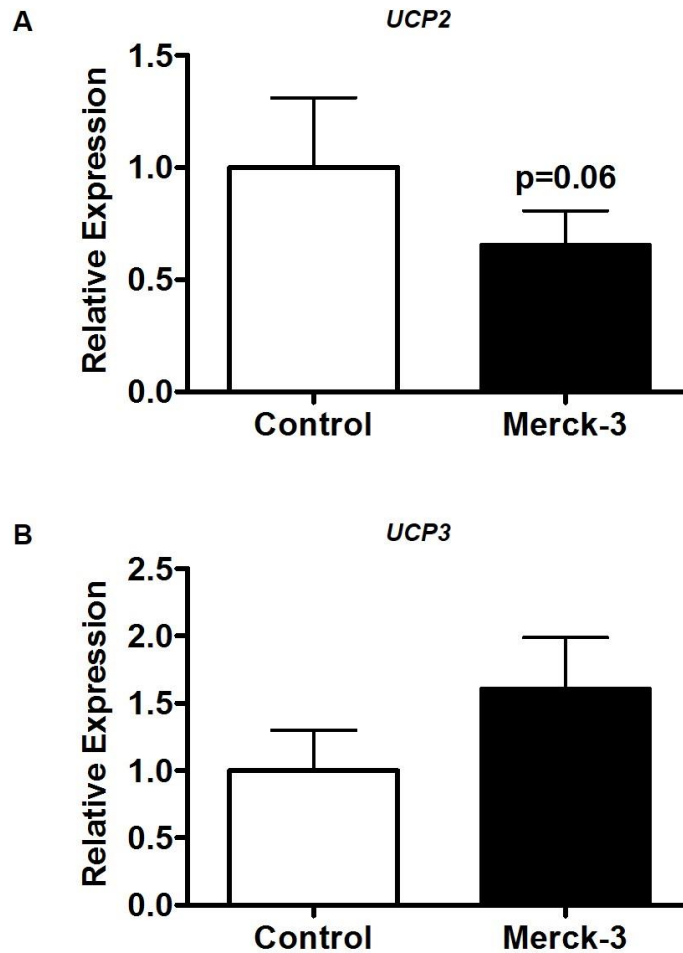 A
UCP2
Relative Expression
1.5
1.0
0.5
0.0
p=0.06
Control Merck-3
B
UCP3
Relative Expression
2.5
2.0
1.5
1.0
0.5
0.0
Control Merck-3